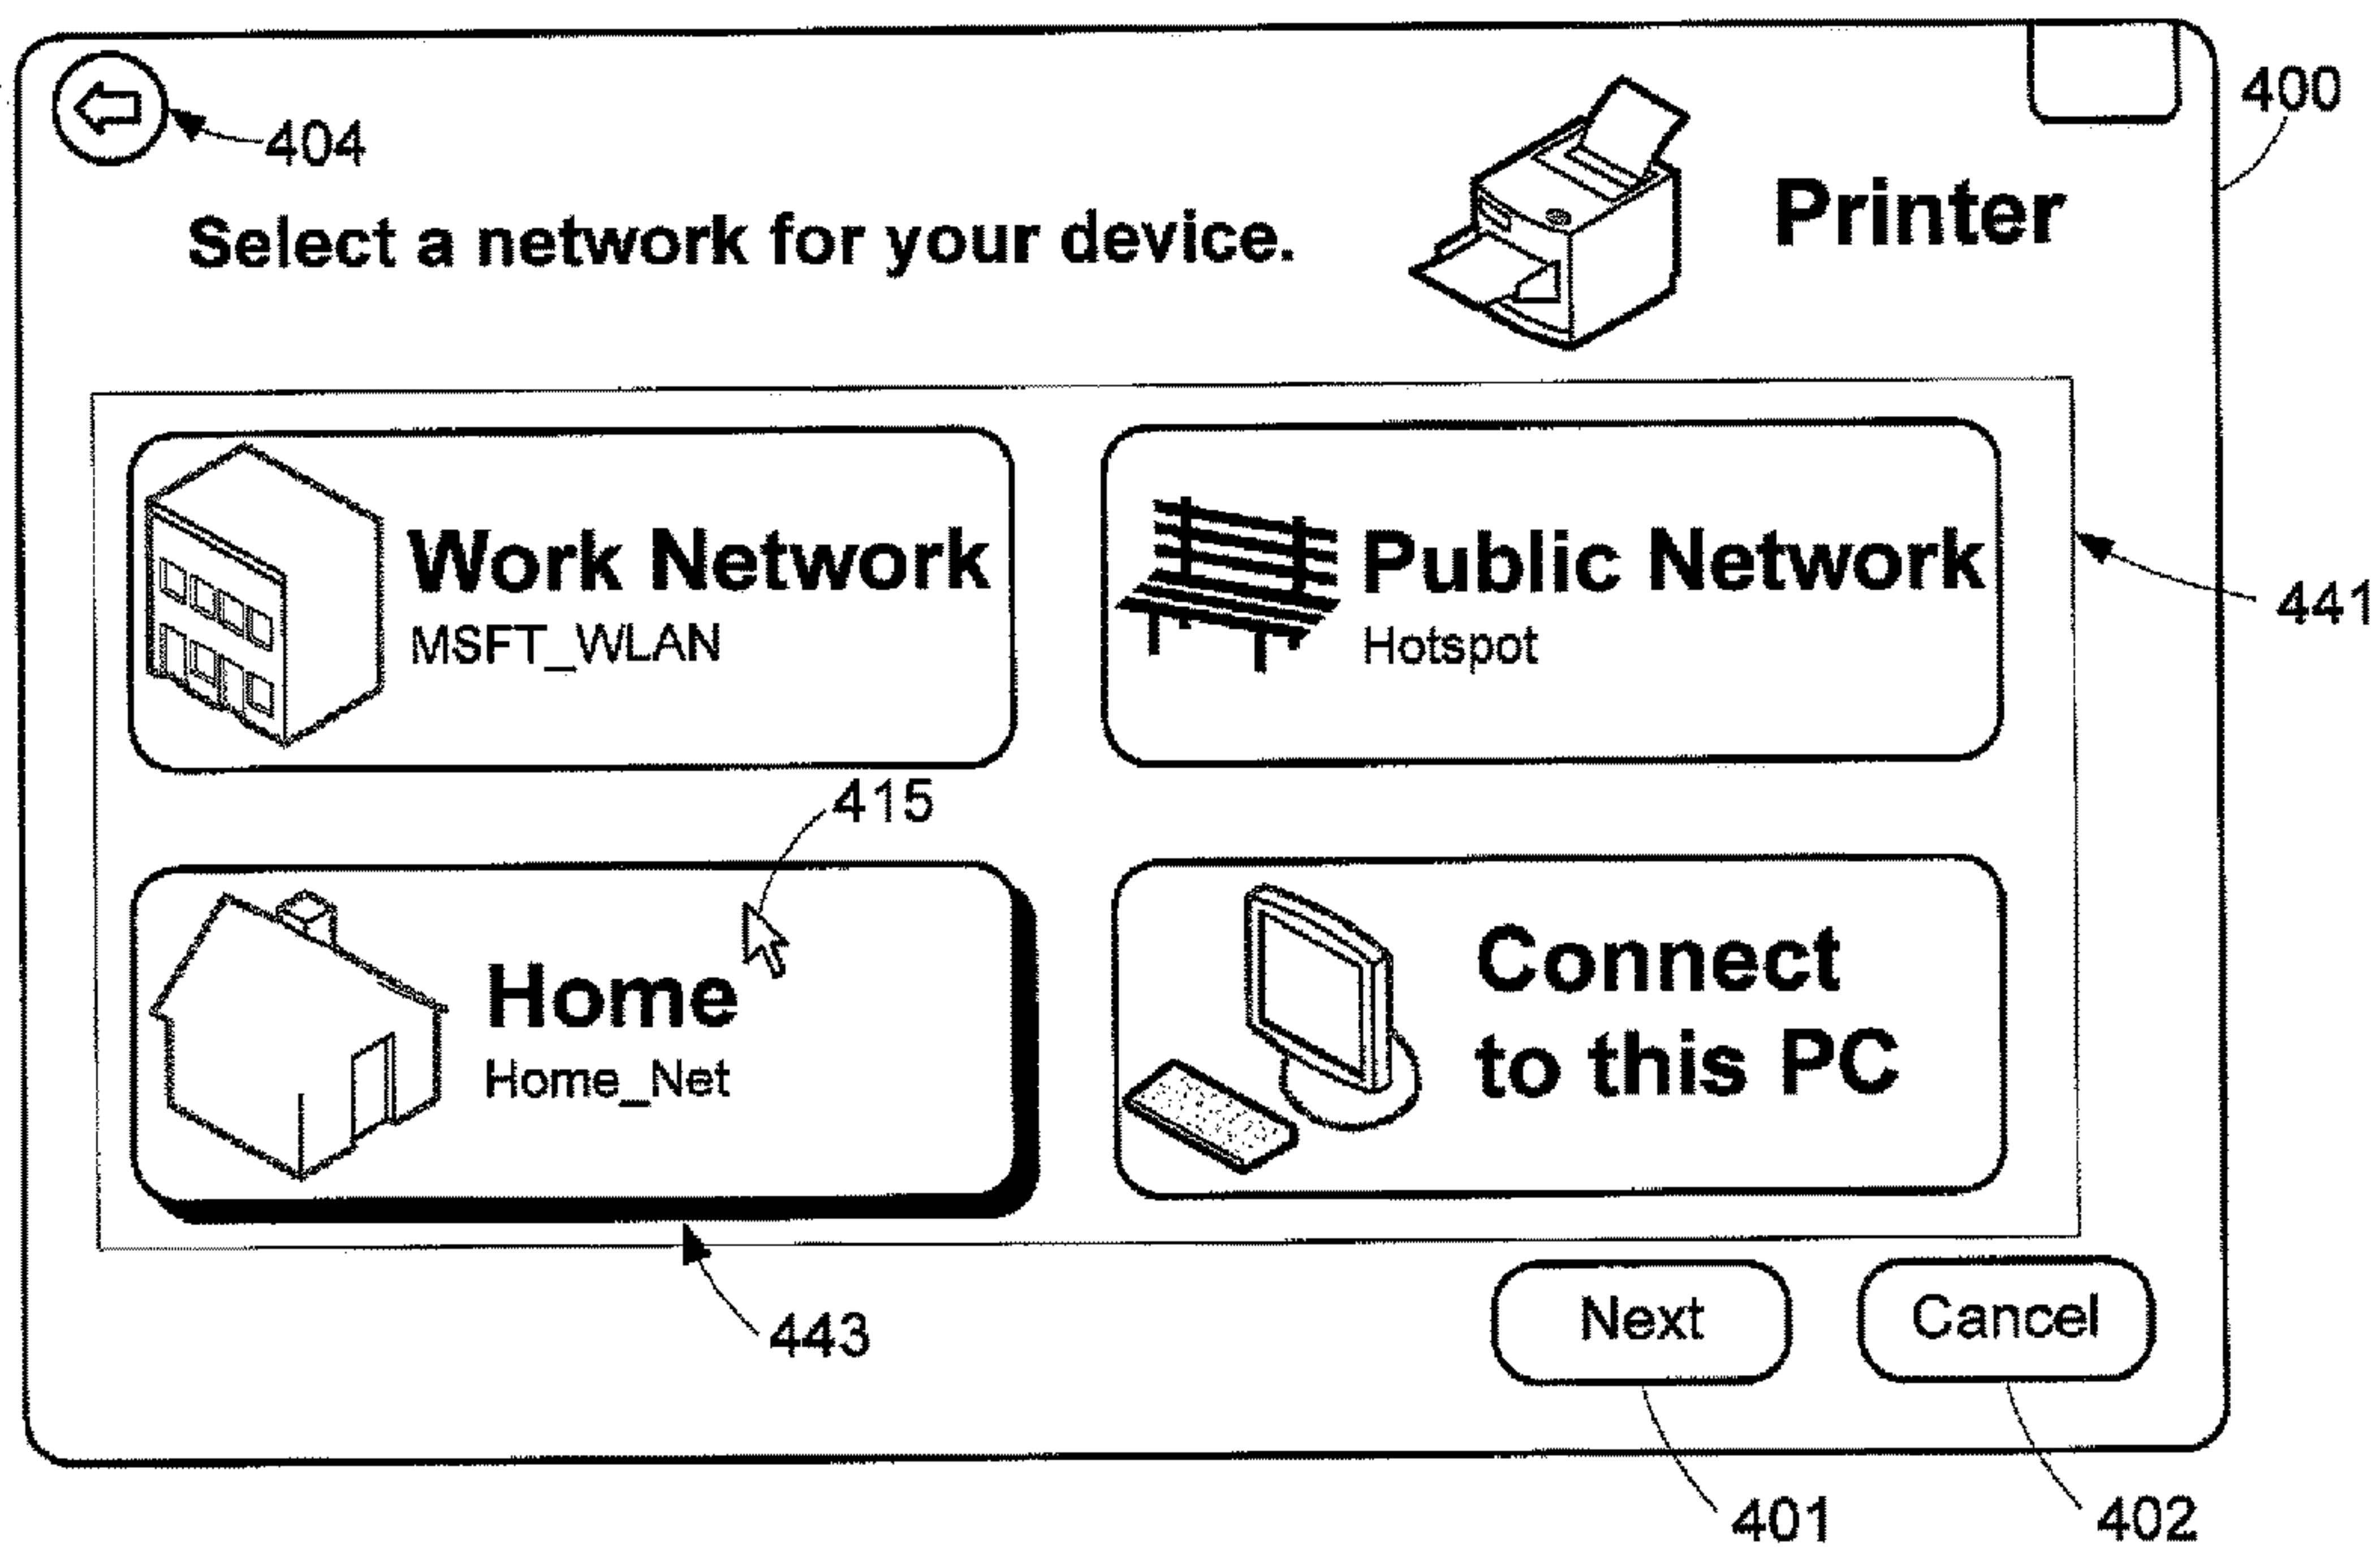 400
404
Select a network for your device.
Printer
Work Network
MSFT_WLAN
Public Network
Hotspot
441
415
Home
Home_Net
Connect
to this PC
443
Next
Cancel
401
402